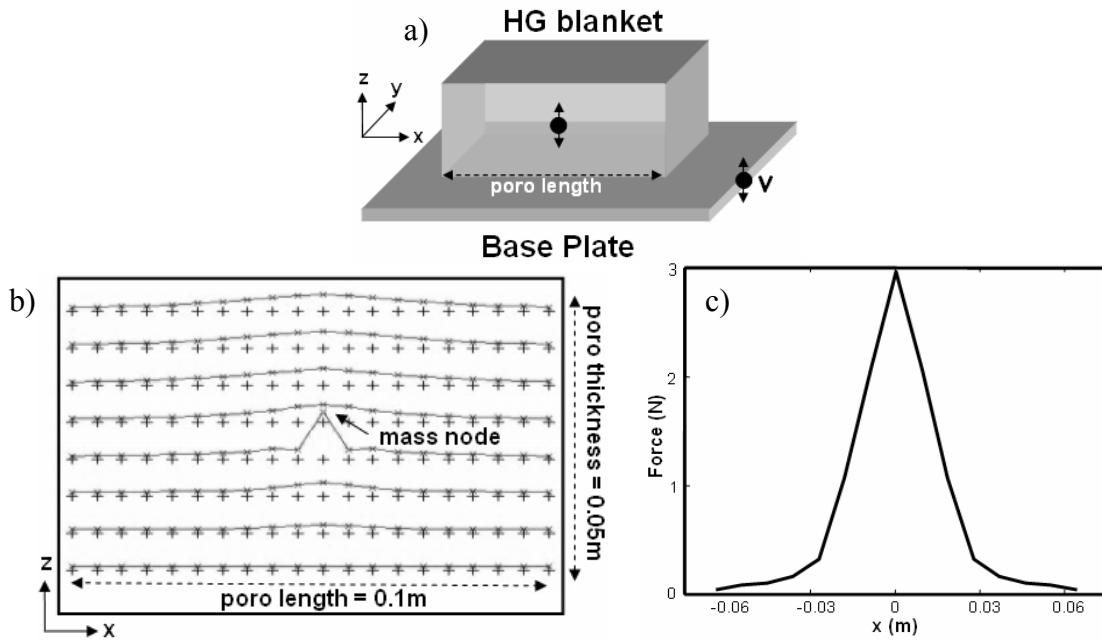 a)
HG blanket
z
y
x
poro length
v
Base Plate
b)
mass node
poro thickness = 0.05m
poro length = 0.1m
z
x
c)
3
2
1
0
Force (N)
-0.06
-0.03
0
0.03
0.06
x (m)